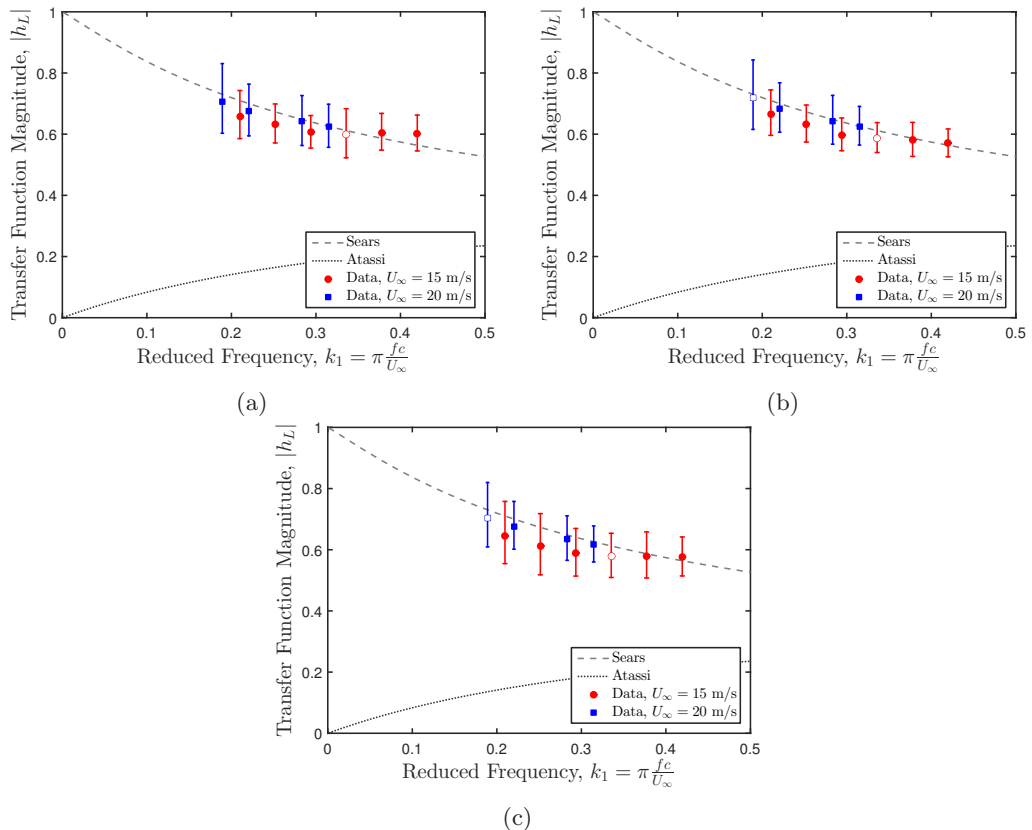 Transfer Function Magnitude, |h_L|
1
0.8
0.6
0.4
0.2
0
Sears
Atassi
Data, U_∞ = 15 m/s
Data, U_∞ = 20 m/s
0 0.1 0.2 0.3 0.4 0.5
Reduced Frequency, k_1 = π fc/U_∞
(a)
Transfer Function Magnitude, |h_L|
1
0.8
0.6
0.4
0.2
0
Sears
Atassi
Data, U_∞ = 15 m/s
Data, U_∞ = 20 m/s
0 0.1 0.2 0.3 0.4 0.5
Reduced Frequency, k_1 = π fc/U_∞
(b)
Transfer Function Magnitude, |h_L|
1
0.8
0.6
0.4
0.2
0
Sears
Atassi
Data, U_∞ = 15 m/s
Data, U_∞ = 20 m/s
0 0.1 0.2 0.3 0.4 0.5
Reduced Frequency, k_1 = π fc/U_∞
(c)